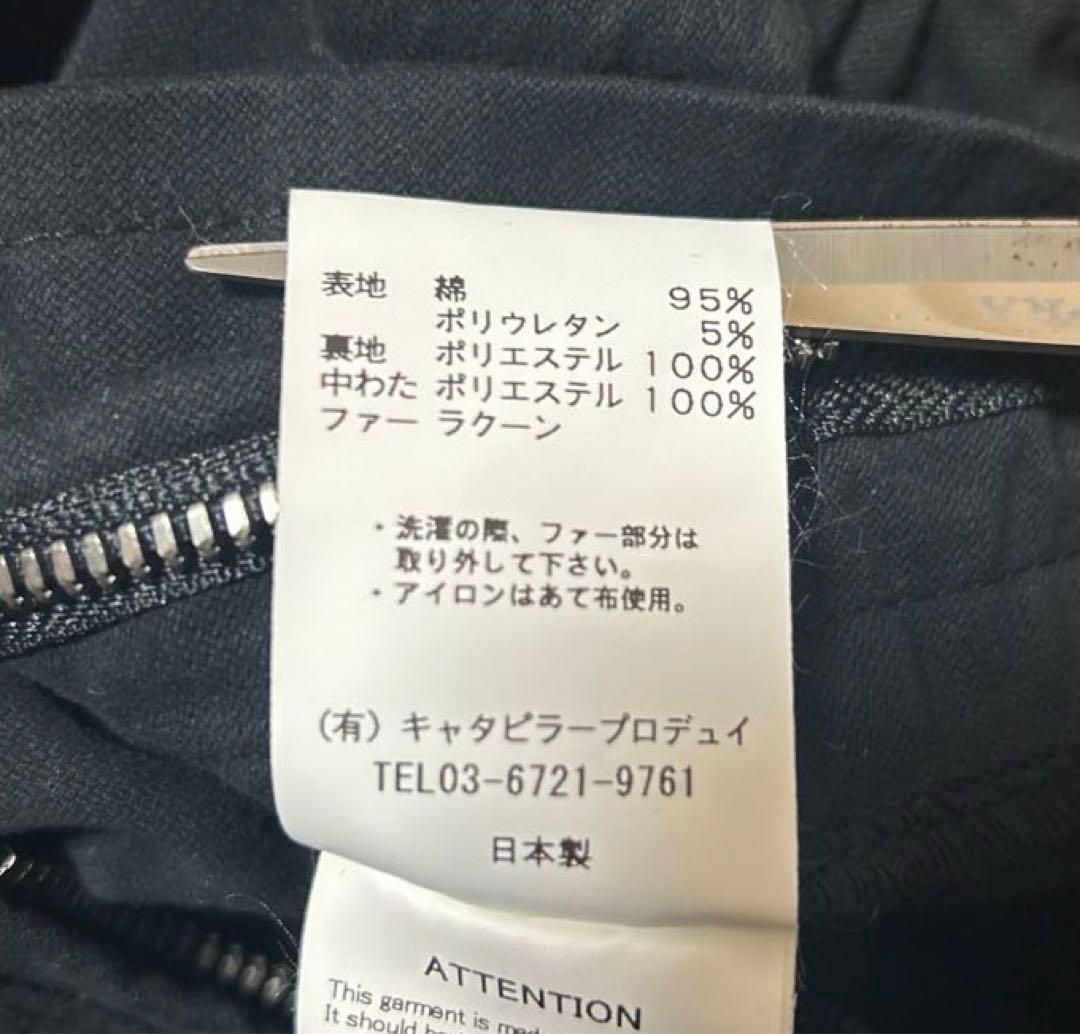 表地 綿 95%
ポリウレタン 5%
裏地 ポリエステル 100%
中わた ポリエステル 100%
ファー ラクーン
・洗濯の際、ファー部分は
取り外して下さい。
・アイロンはあて布使用。
(有) キャタピラープロデュイ
TEL03-6721-9761
日本製
ATTENTION
This garment is
It should